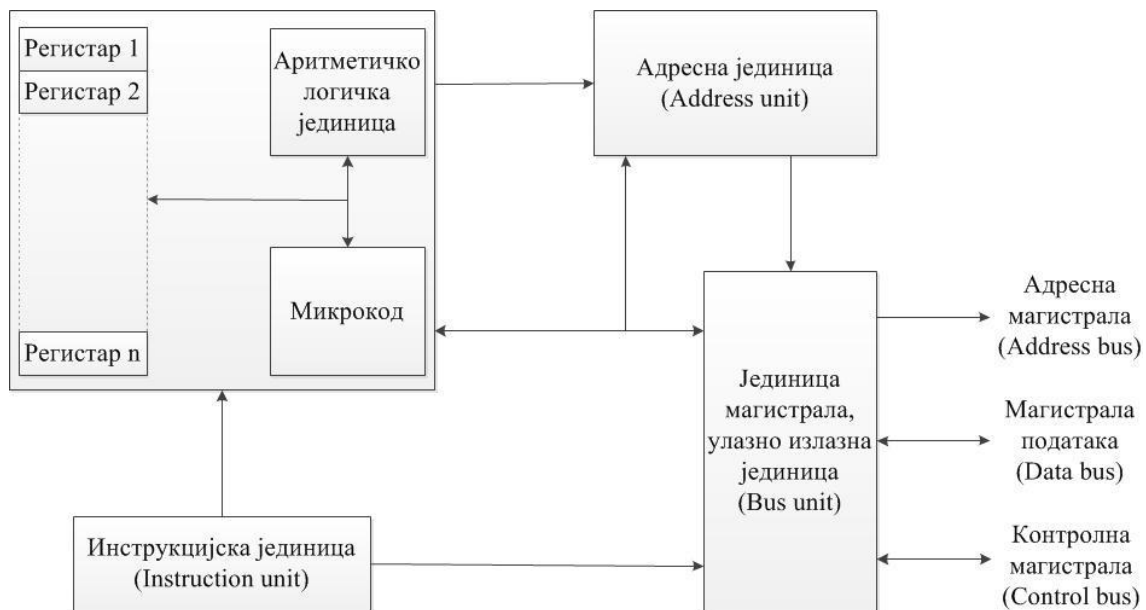 Регистар 1
Регистар 2
Регистар n
Аритметичко
логичка
јединица
Микрокод
Адресна јединица
(Address unit)
Инструкцијска јединица
(Instruction unit)
Јединица
магистрала,
улазно излазна
јединица
(Bus unit)
Адресна
магистрала
(Address bus)
Магистрала
података
(Data bus)
Контролна
магистрала
(Control bus)